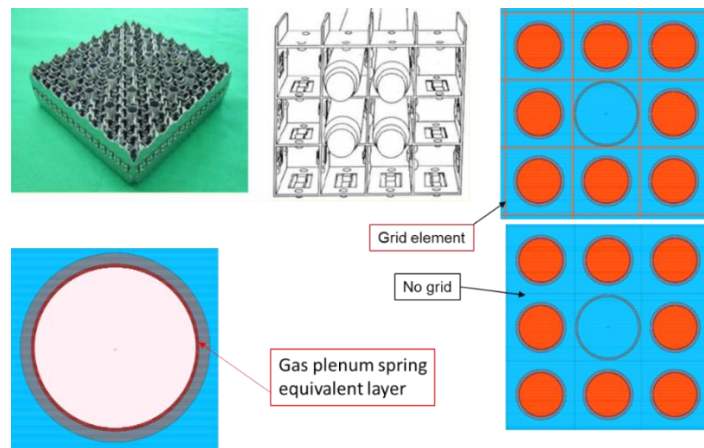 Grid element
No grid
Gas plenum spring
equivalent layer